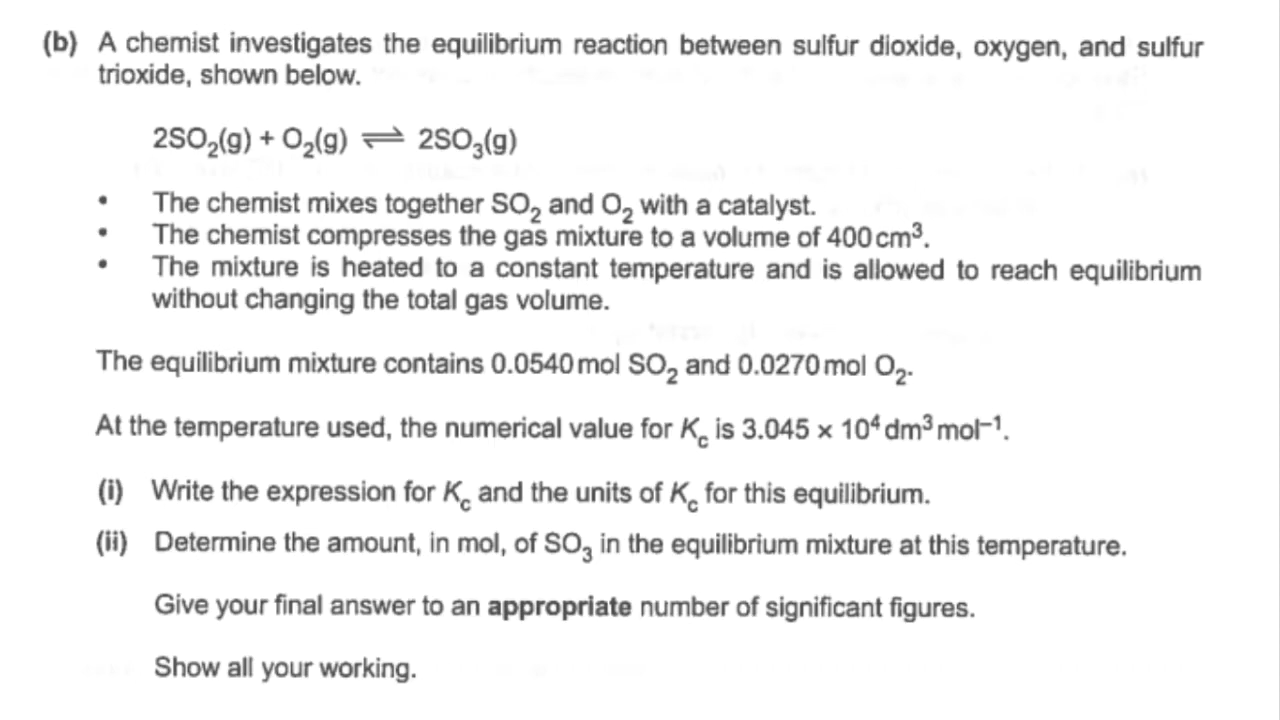 (b) A chemist investigates the equilibrium reaction between sulfur dioxide, oxygen, and sulfur
trioxide, shown below.
2SO₂(g) + O₂(g) ⇌ 2SO₃(g)
• The chemist mixes together SO₂ and O₂ with a catalyst.
• The chemist compresses the gas mixture to a volume of 400 cm³.
• The mixture is heated to a constant temperature and is allowed to reach equilibrium
without changing the total gas volume.
The equilibrium mixture contains 0.0540 mol SO₂ and 0.0270 mol O₂.
At the temperature used, the numerical value for K_c is 3.045 × 10⁴ dm³ mol⁻¹.
(i) Write the expression for K_c and the units of K_c for this equilibrium.
(ii) Determine the amount, in mol, of SO₃ in the equilibrium mixture at this temperature.
Give your final answer to an appropriate number of significant figures.
Show all your working.